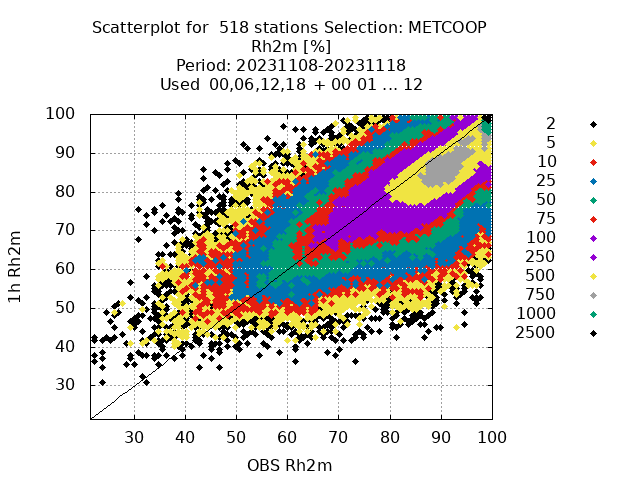 Scatterplot for  518 stations Selection: METCOOP
Rh2m [%]
Period: 20231108-20231118
Used  00,06,12,18 + 00 01 ... 12
1h Rh2m
100
90
80
70
60
50
40
30
30 40 50 60 70 80 90 100
OBS Rh2m
2
5
10
25
50
75
100
250
500
750
1000
2500